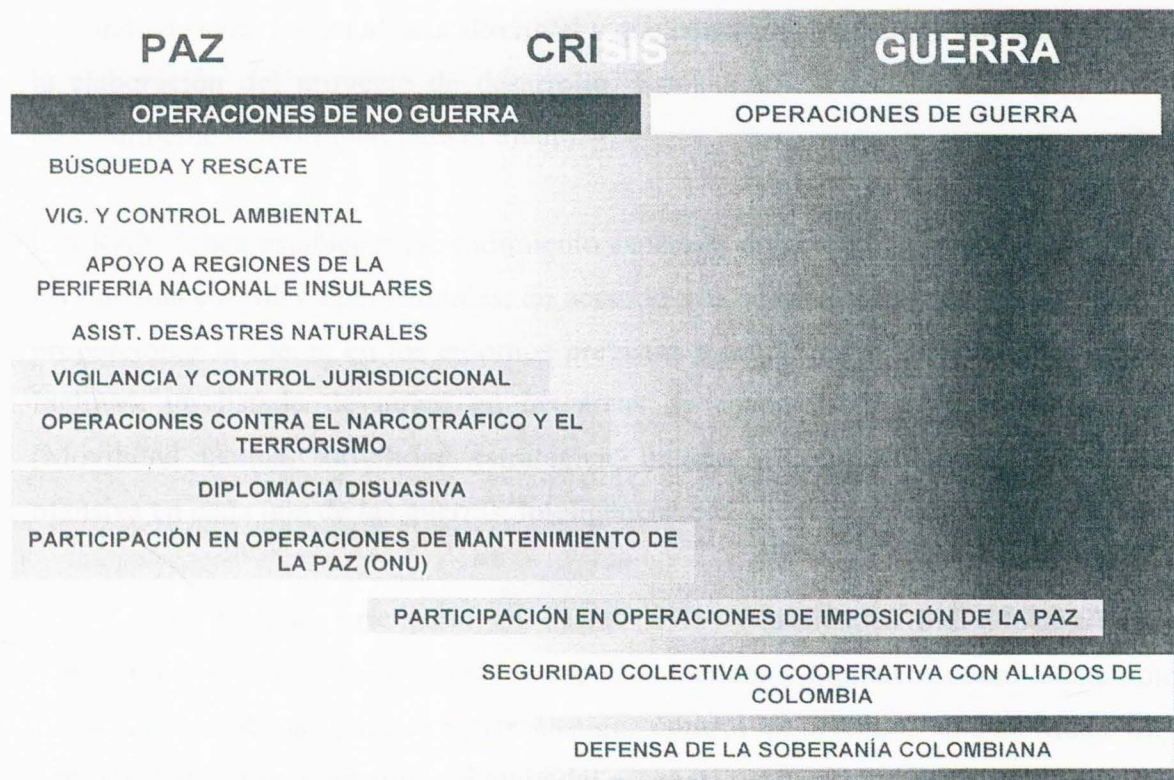 PAZ CRISIS GUERRA
OPERACIONES DE NO GUERRA OPERACIONES DE GUERRA
BÚSQUEDA Y RESCATE
VIG. Y CONTROL AMBIENTAL
APOYO A REGIONES DE LA
PERIFERIA NACIONAL E INSULARES
ASIST. DESASTRES NATURALES
VIGILANCIA Y CONTROL JURISDICCIONAL
OPERACIONES CONTRA EL NARCOTRÁFICO Y EL
TERRORISMO
DIPLOMACIA DISUASIVA
PARTICIPACIÓN EN OPERACIONES DE MANTENIMIENTO DE
LA PAZ (ONU)
PARTICIPACIÓN EN OPERACIONES DE IMPOSICIÓN DE LA PAZ
SEGURIDAD COLECTIVA O COOPERATIVA CON ALIADOS DE
COLOMBIA
DEFENSA DE LA SOBERANÍA COLOMBIANA